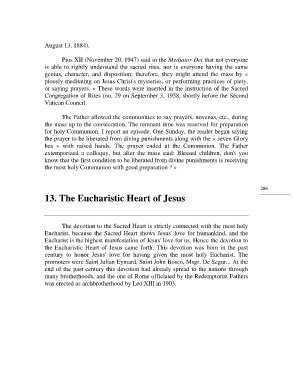 August 13, 1884).
Pius XII (November 20, 1947) said in the Mediator Dei that not everyone
is able to rightly understand the sacred rites, nor is everyone having the same
genius, character, and disposition; therefore, they might attend the mass by «
piously meditating on Jesus Christ's mysteries, or performing practices of piety,
or saying prayers. » These words were inserted in the instruction of the Sacred
Congregation of Rites (no. 29 on September 3, 1958, shortly before the Second
Vatican Council.
The Father allowed the communities to say prayers, novenas, etc., during
the mass up to the consecration. The remnant time was reserved for preparation
for holy Communion. I report an episode. One Sunday, the reader began saying
the prayer to be liberated from divine punishments along with the « seven Glory
bes » with raised hands. The prayer ended at the Communion. The Father
extemporized a colloquy, but after the mass said: Blessed children, don't you
know that the first condition to be liberated from divine punishments is receiving
the most holy Communion with good preparation ? »
286
13. The Eucharistic Heart of Jesus
The devotion to the Sacred Heart is strictly connected with the most holy
Eucharist, because the Sacred Heart shows Jesus' love for humankind, and the
Eucharist is the highest manifestation of Jesus' love for us. Hence the devotion to
the Eucharistic Heart of Jesus came forth. This devotion was born in the past
century to honor Jesus' love for having given the most holy Eucharist. The
promoters were Saint Julian Eymard, Saint John Bosco, Msgr. De Segur... At the
end of the past century this devotion had already spread to the nations through
many brotherhoods, and the one of Rome officiated by the Redemptorist Fathers
was erected as archbrotherhood by Leo XIII in 1903.